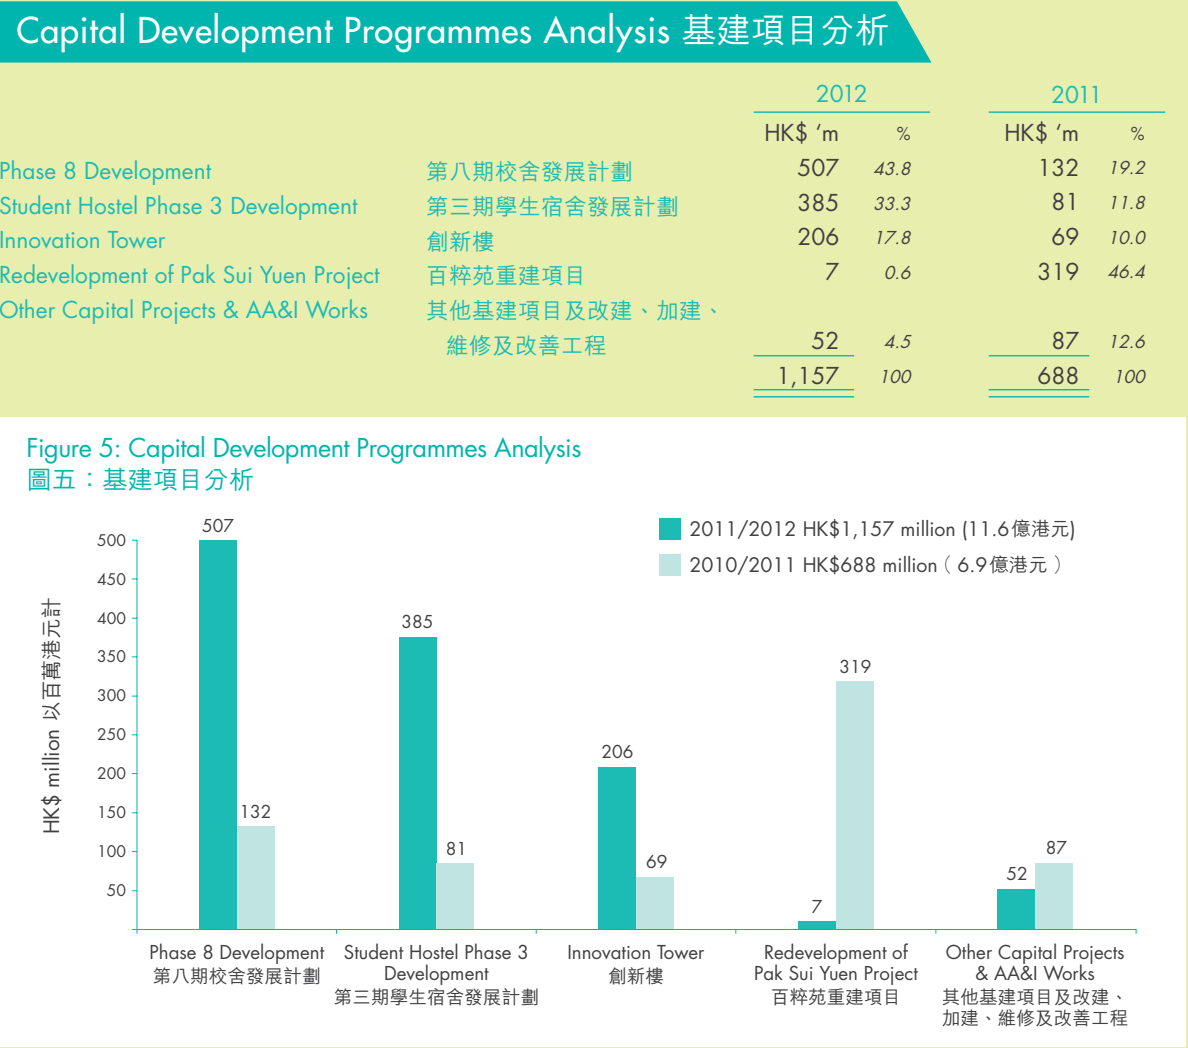 Capital Development Programmes Analysis 基建項目分析
2012 2011
HK$ ‘m % HK$ ‘m %
Phase 8 Development 第八期校舍發展計劃 507 43.8 132 19.2
Student Hostel Phase 3 Development 第三期學生宿舍發展計劃 385 33.3 81 11.8
Innovation Tower 創新樓 206 17.8 69 10.0
Redevelopment of Pak Sui Yuen Project 百粹苑重建項目 7 0.6 319 46.4
Other Capital Projects & AA&I Works 其他基建項目及改建、加建、
維修及改善工程 52 4.5 87 12.6
1,157 100 688 100
Figure 5: Capital Development Programmes Analysis
圖五：基建項目分析
HK$ million 以百萬港元計
500
450
400
350
300
250
200
150
100
50
2011/2012 HK$1,157 million (11.6億港元)
2010/2011 HK$688 million（6.9億港元）
507
132
385
81
206
69
7
319
52
87
Phase 8 Development
第八期校舍發展計劃
Student Hostel Phase 3
Development
第三期學生宿舍發展計劃
Innovation Tower
創新樓
Redevelopment of
Pak Sui Yuen Project
百粹苑重建項目
Other Capital Projects
& AA&I Works
其他基建項目及改建、
加建、維修及改善工程